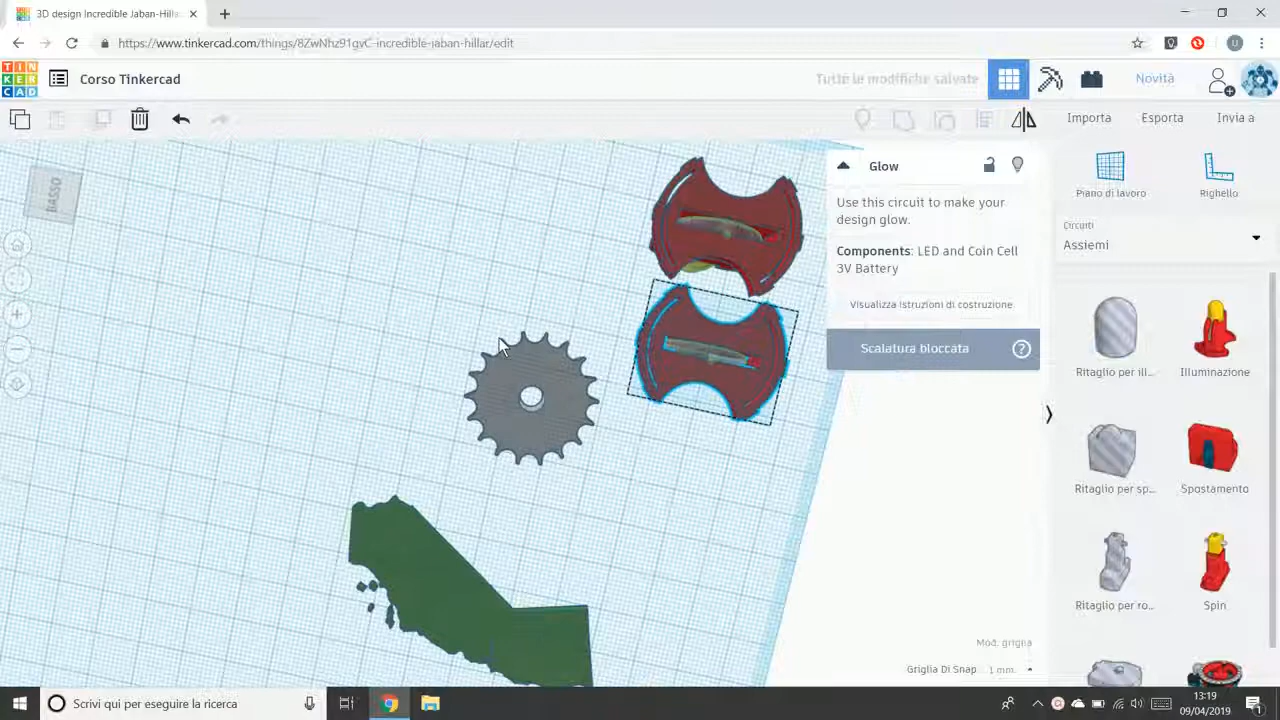 3D design Incredible Jaban-Hilla
https://www.tinkercad.com/things/8ZwNhz91gvC-incredible-jaban-hillar/edit
TIN
KER
CAD
Corso Tinkercad
Tutte le modifiche salvate
Novità
Importa
Esporta
Invia a
BASSO
Glow
Use this circuit to make your
design glow.
Components: LED and Coin Cell
3V Battery
Visualizza istruzioni di costruzione
Scalatura bloccata
?
Piano di lavoro
Righello
Circuiti
Assiemi
Ritaglio per ill...
Illuminazione
Ritaglio per sp...
Spostamento
Ritaglio per ro...
Spin
Mod. griglia
Griglia Di Snap
1 mm.
Scrivi qui per eseguire la ricerca
13:19
09/04/2019